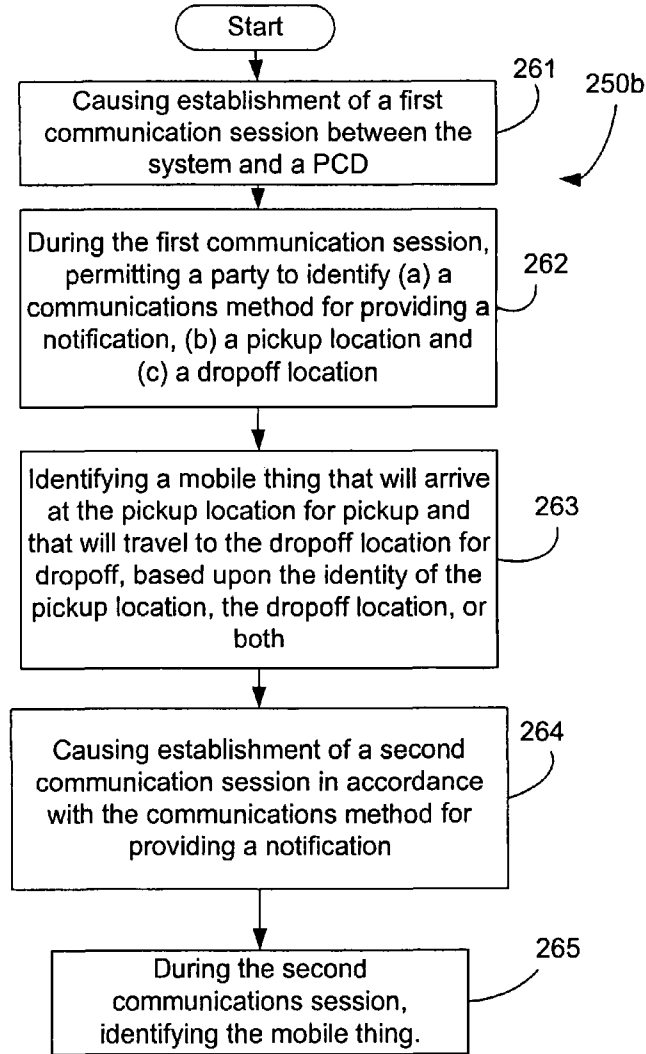 Start
261
250b
Causing establishment of a first
communication session between the
system and a PCD
During the first communication session,
permitting a party to identify (a) a
communications method for providing a
notification, (b) a pickup location and
(c) a dropoff location
262
Identifying a mobile thing that will arrive
at the pickup location for pickup and
that will travel to the dropoff location for
dropoff, based upon the identity of the
pickup location, the dropoff location, or
both
263
Causing establishment of a second
communication session in accordance
with the communications method for
providing a notification
264
During the second
communications session,
identifying the mobile thing.
265